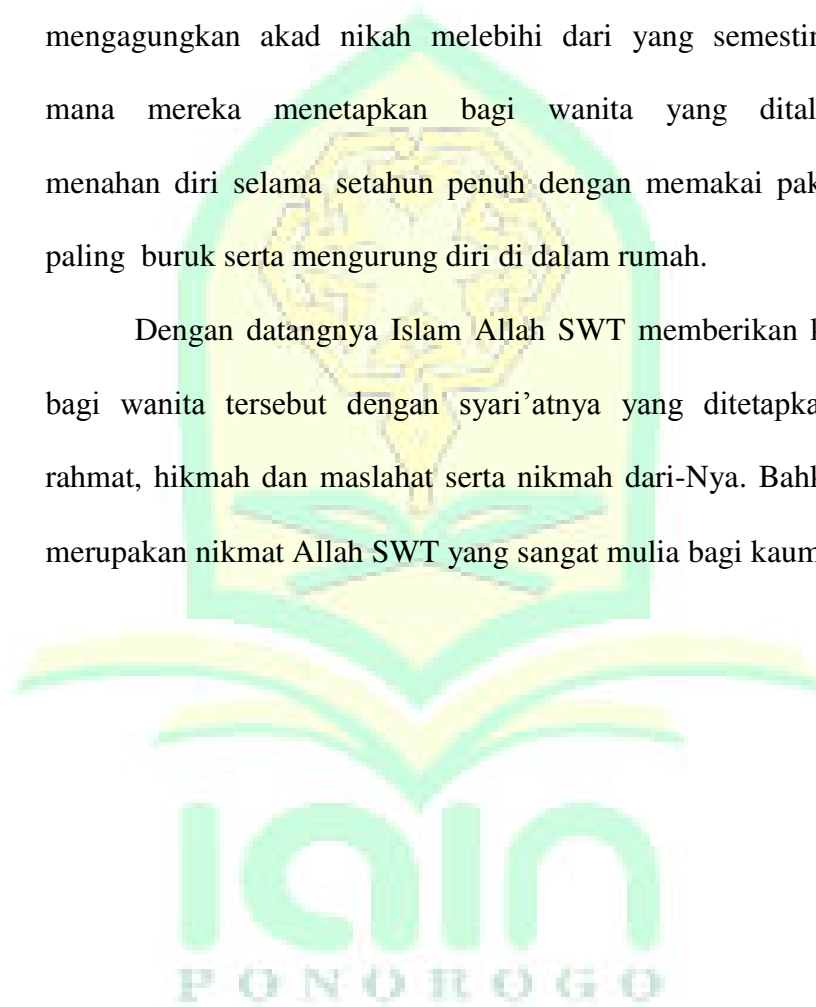 mengagungkan akad nikah melebihi dari yang semestin
mana mereka menetapkan bagi wanita yang dital
menahan diri selama setahun penuh dengan memakai pak
paling buruk serta mengurung diri di dalam rumah.
Dengan datangnya Islam Allah SWT memberikan k
bagi wanita tersebut dengan syari’atnya yang ditetapka
rahmat, hikmah dan maslahat serta nikmah dari-Nya. Bahk
merupakan nikmat Allah SWT yang sangat mulia bagi kaum
iain
PONOROGO